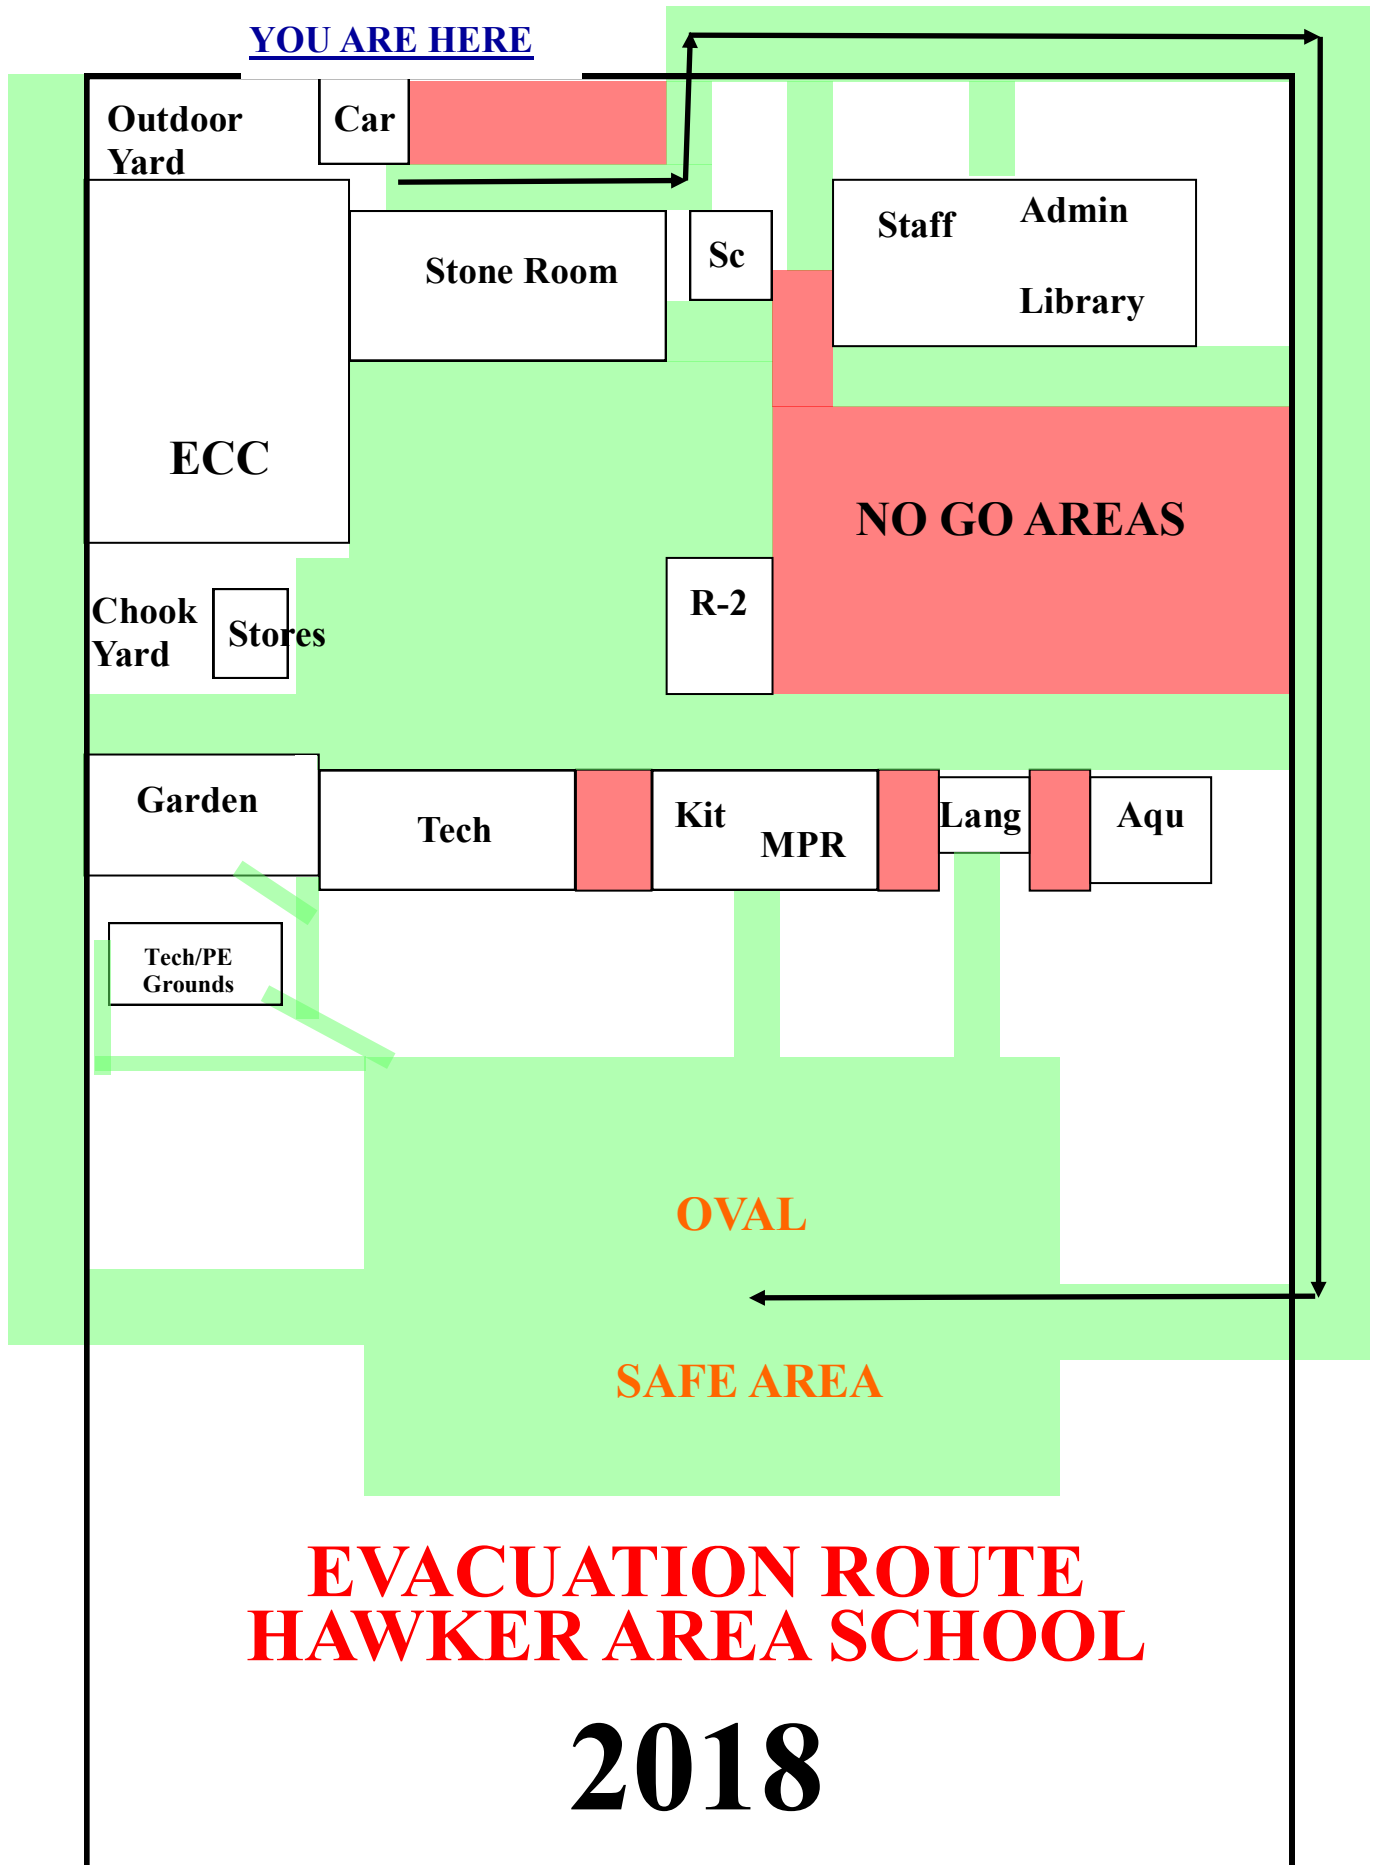 YOU ARE HERE
Outdoor
Yard
Car
Stone Room
Sc
Staff
Admin
Library
ECC
NO GO AREAS
R-2
Chook
Yard
Stores
Garden
Tech
Kit
MPR
Lang
Aqu
Tech/PE
Grounds
OVAL
SAFE AREA
EVACUATION ROUTE
HAWKER AREA SCHOOL
2018